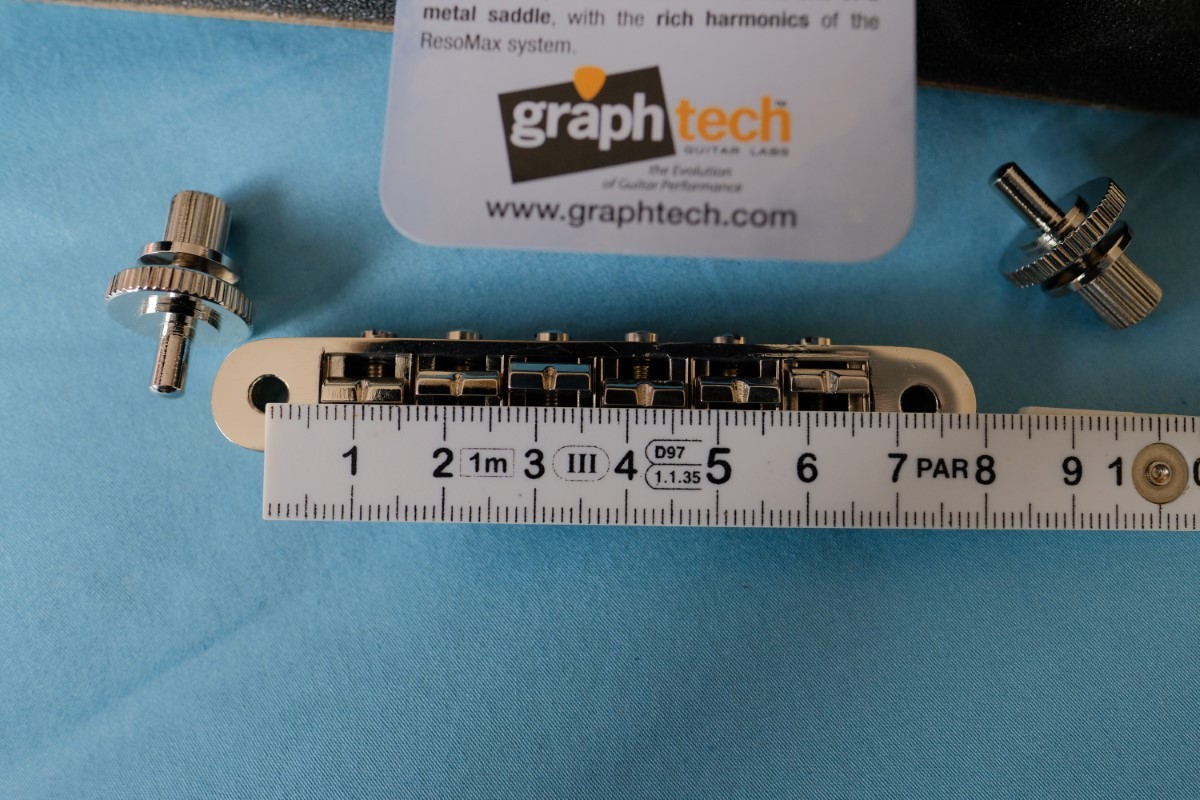 metal saddle, with the rich harmonics of the
ResoMax system.
graphtech™
GUITAR LABS
the Evolution
of Guitar Performance
www.graphtech.com
1 2 1m 3 III 4 D97 1.1.35 5 6 7 PAR 8 9 1 0